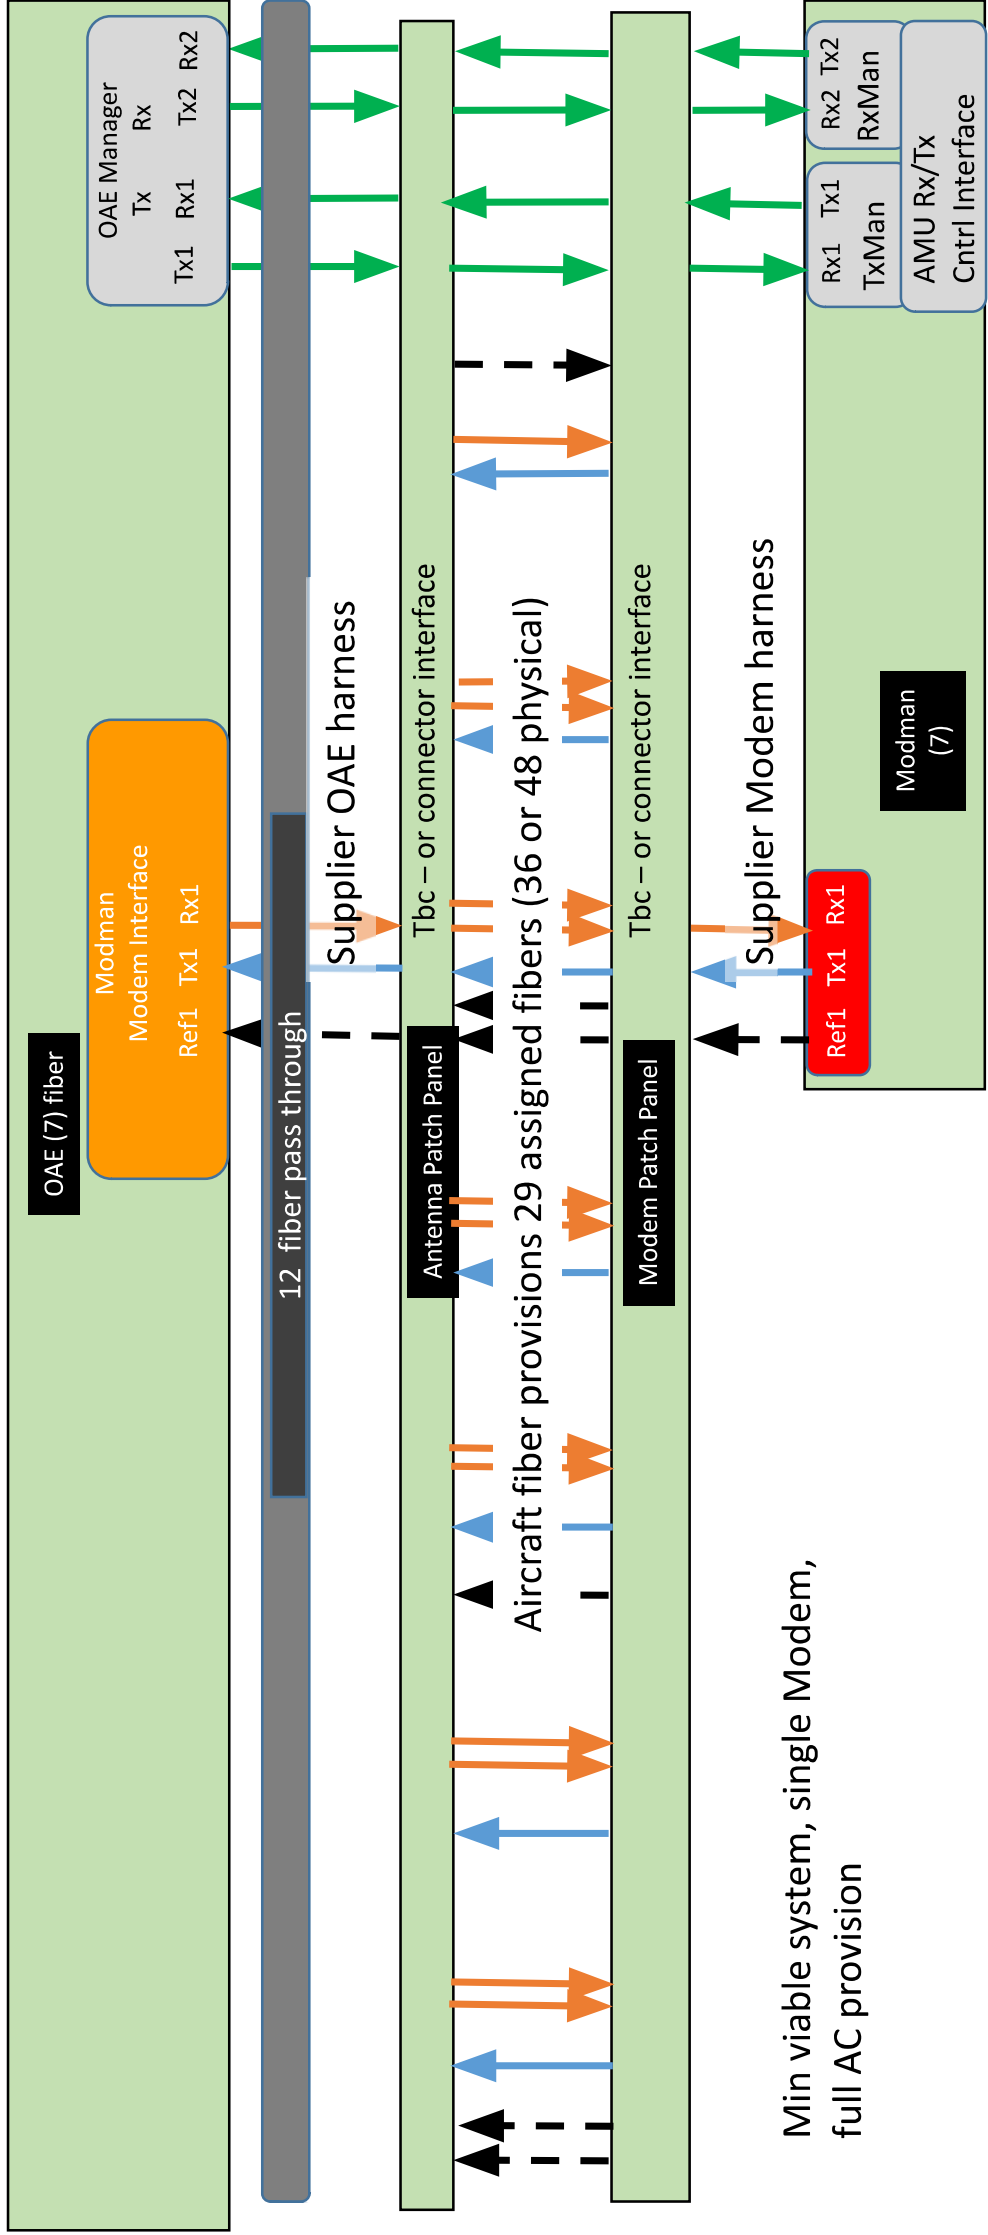 OAE (7) fiber
Modman
Modem Interface
Ref1 Tx1 Rx1
OAE Manager
Tx Rx
Tx1 Rx1 Tx2 Rx2
12 fiber pass through
Supplier OAE harness
Antenna Patch Panel
Tbc – or connector interface
Aircraft fiber provisions 29 assigned fibers (36 or 48 physical)
Modem Patch Panel
Tbc – or connector interface
Supplier Modem harness
Min viable system, single Modem,
full AC provision
Ref1 Tx1 Rx1
Modman
(7)
Rx1 Tx1
TxMan
Rx2 Tx2
RxMan
AMU Rx/Tx
Cntrl Interface